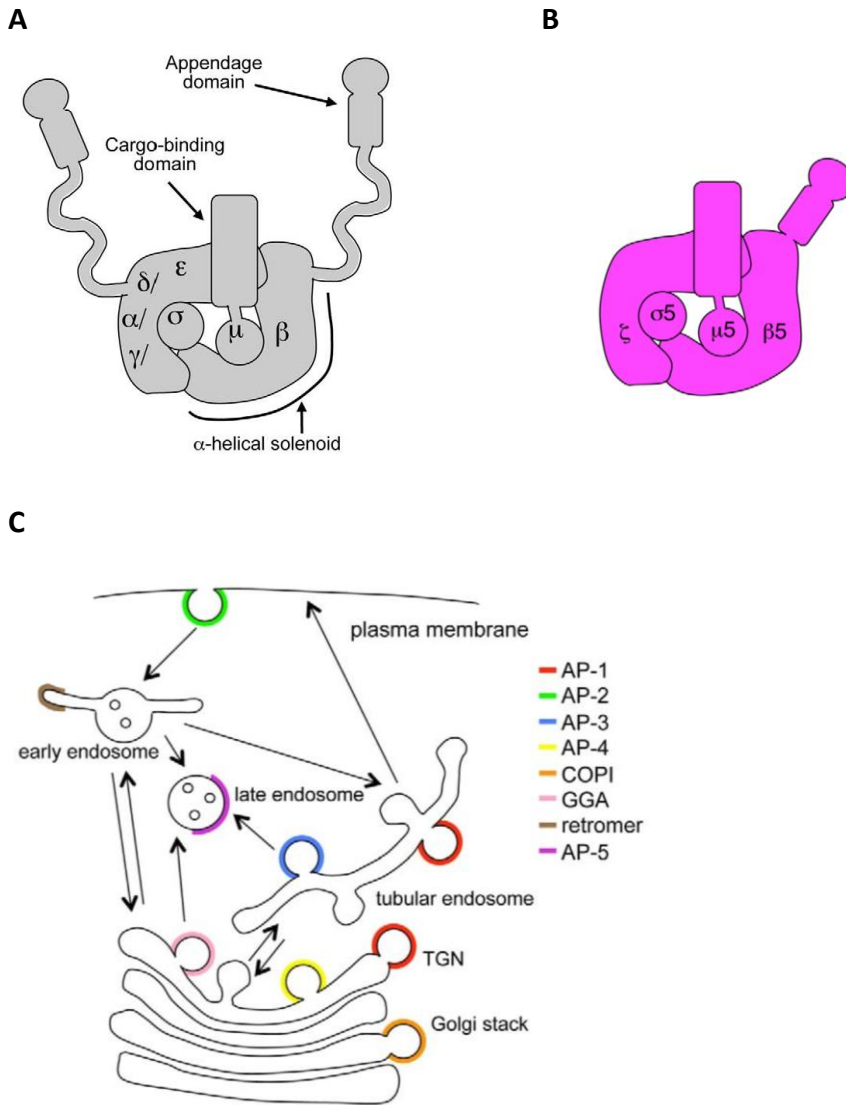 A
Appendage
domain
Cargo-binding
domain
δ/
ε
α/
σ
γ/
μ
β
α-helical solenoid
B
ζ
σ5
μ5
β5
C
plasma membrane
early endosome
late endosome
tubular endosome
TGN
Golgi stack
AP-1
AP-2
AP-3
AP-4
COPI
GGA
retromer
AP-5